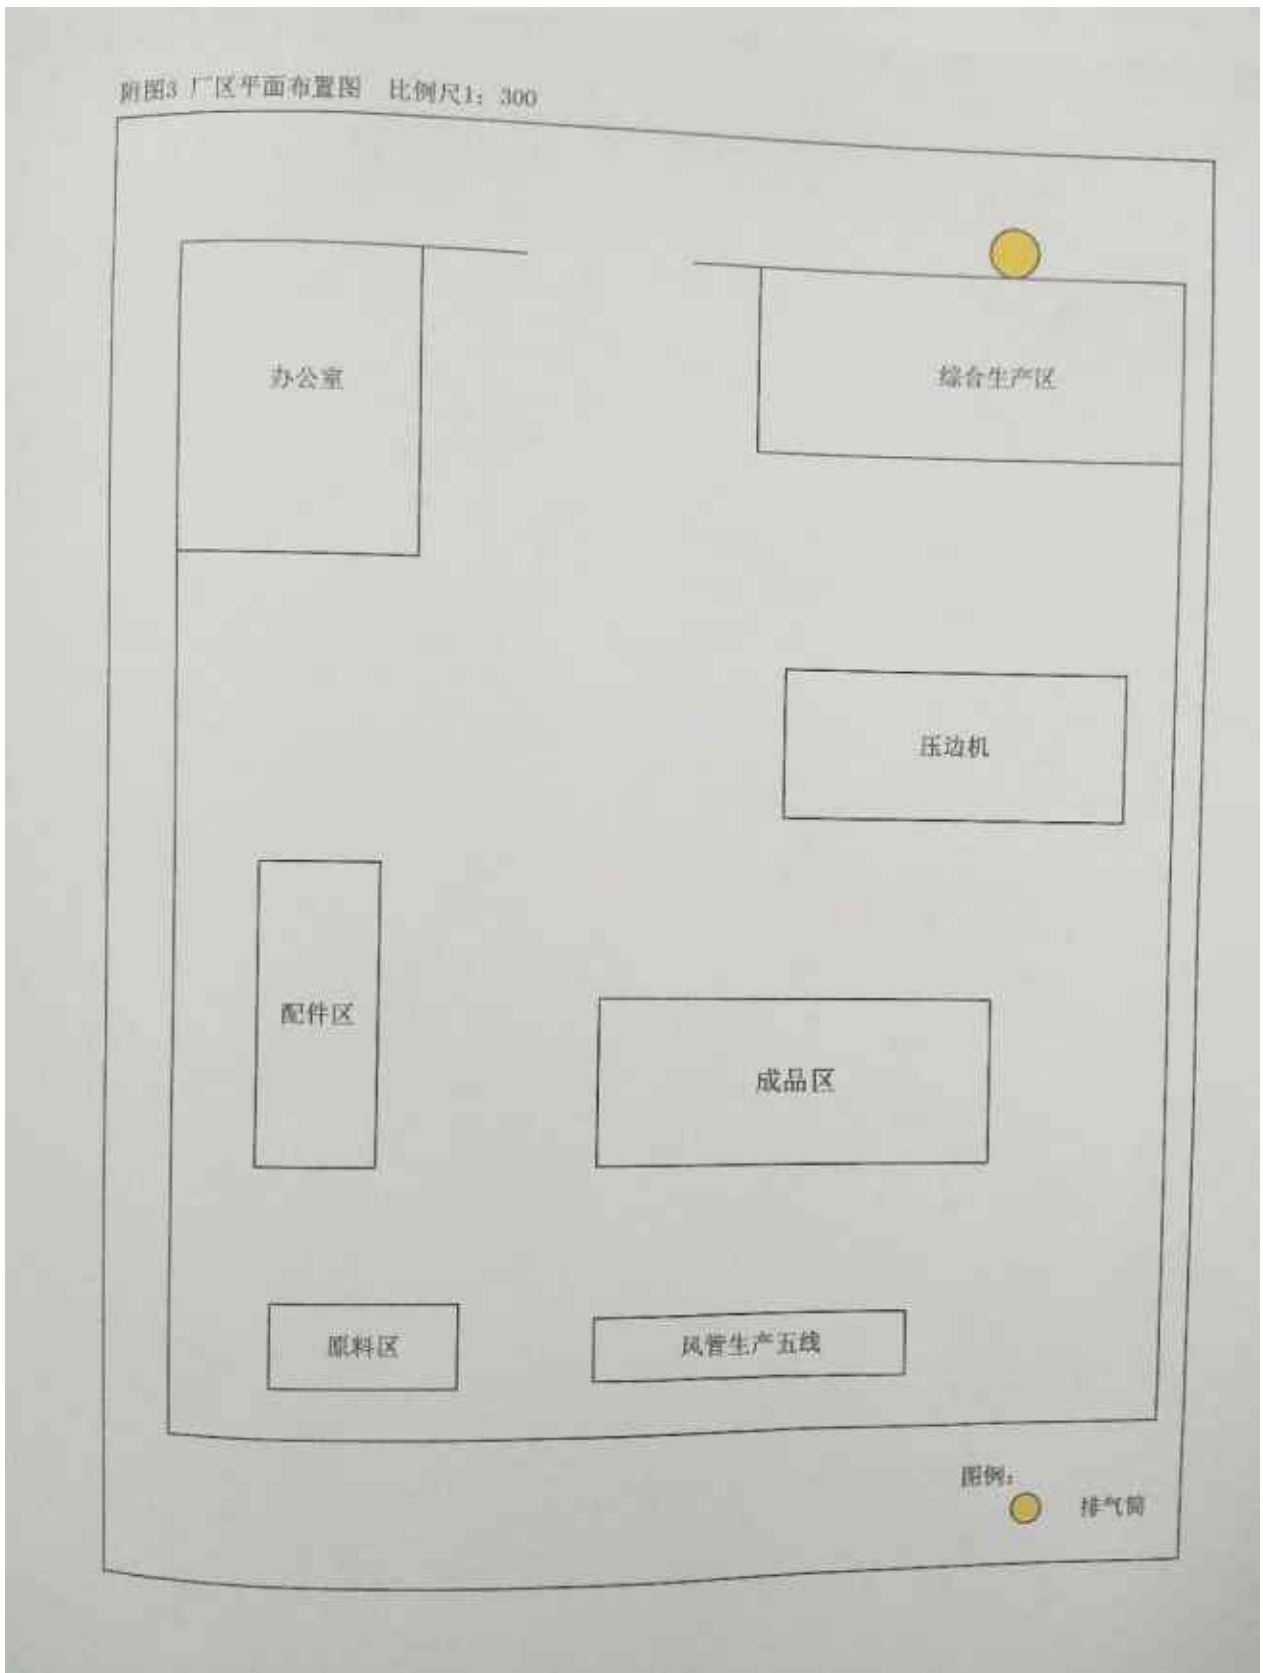 附图3 厂区平面布置图 比例尺1：300
办公室
综合生产区
压边机
配件区
成品区
原料区
风管生产五线
图例：
排气筒